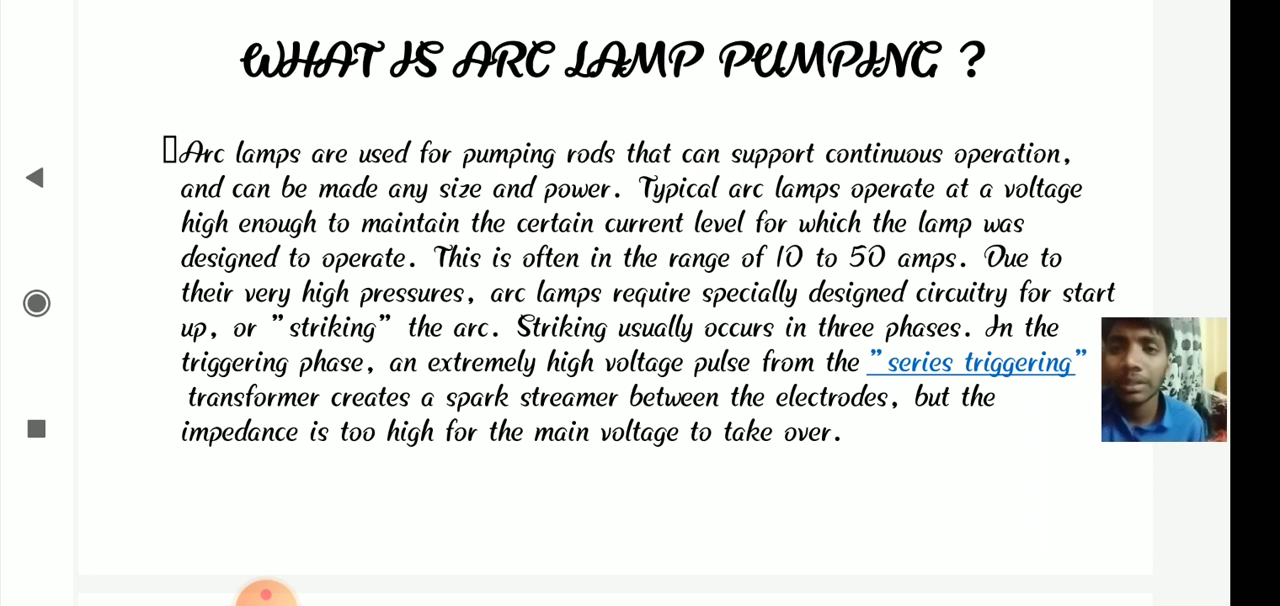 WHAT IS ARC LAMP PUMPING ?
Arc lamps are used for pumping rods that can support continuous operation,
and can be made any size and power. Typical arc lamps operate at a voltage
high enough to maintain the certain current level for which the lamp was
designed to operate. This is often in the range of 10 to 50 amps. Due to
their very high pressures, arc lamps require specially designed circuitry for start
up, or "striking" the arc. Striking usually occurs in three phases. In the
triggering phase, an extremely high voltage pulse from the "series triggering"
transformer creates a spark streamer between the electrodes, but the
impedance is too high for the main voltage to take over.